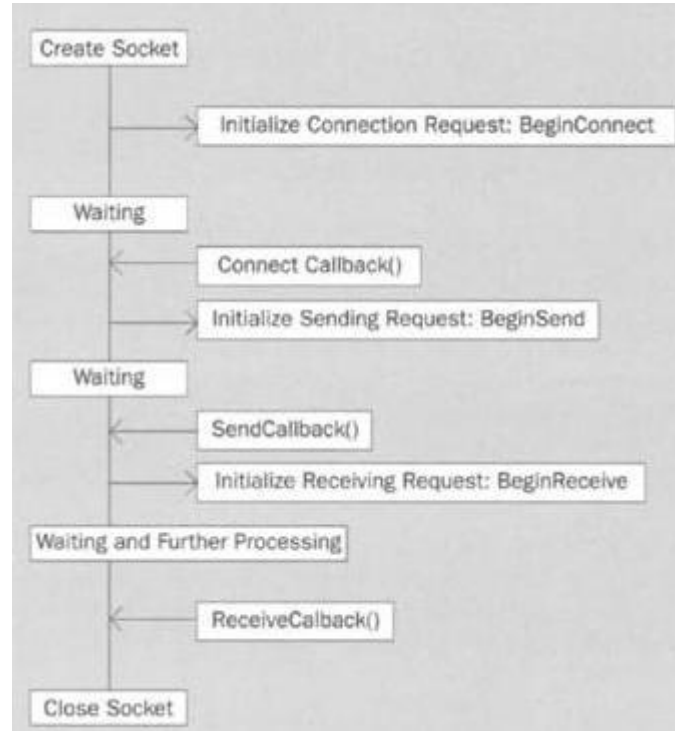 Create Socket
Initialize Connection Request: BeginConnect
Waiting
Connect Callback()
Initialize Sending Request: BeginSend
Waiting
SendCallback()
Initialize Receiving Request: BeginReceive
Waiting and Further Processing
ReceiveCalback()
Close Socket